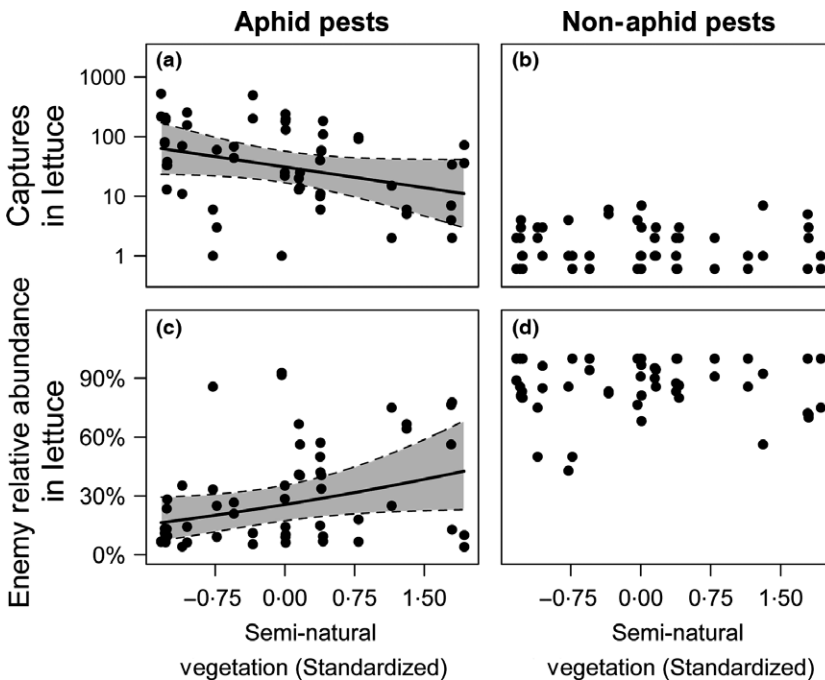 Aphid pests
Non-aphid pests
(a)
(b)
1000
100
10
1
Captures
in lettuce
(c)
(d)
90%
60%
30%
0%
Enemy relative abundance
in lettuce
−0·75 0·00 0·75 1·50
−0·75 0·00 0·75 1·50
Semi-natural
vegetation (Standardized)
Semi-natural
vegetation (Standardized)